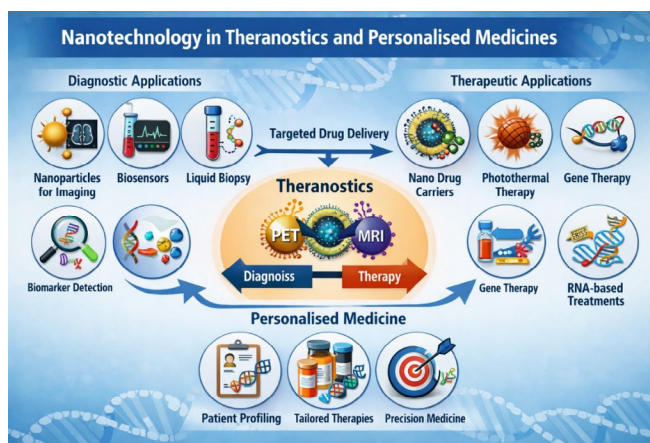 Nanotechnology in Theranostics and Personalised Medicines
Diagnostic Applications
Therapeutic Applications
Nanoparticles
for Imaging
Biosensors
Liquid Biopsy
Targeted Drug Delivery
Nano Drug
Carriers
Photothermal
Therapy
Gene Therapy
Theranostics
PET
MRI
Diagnoiss
Therapy
Biomarker Detection
Gene Therapy
RNA-based
Treatments
Personalised Medicine
Patient Profiling
Tailored Therapies
Precision Medicine